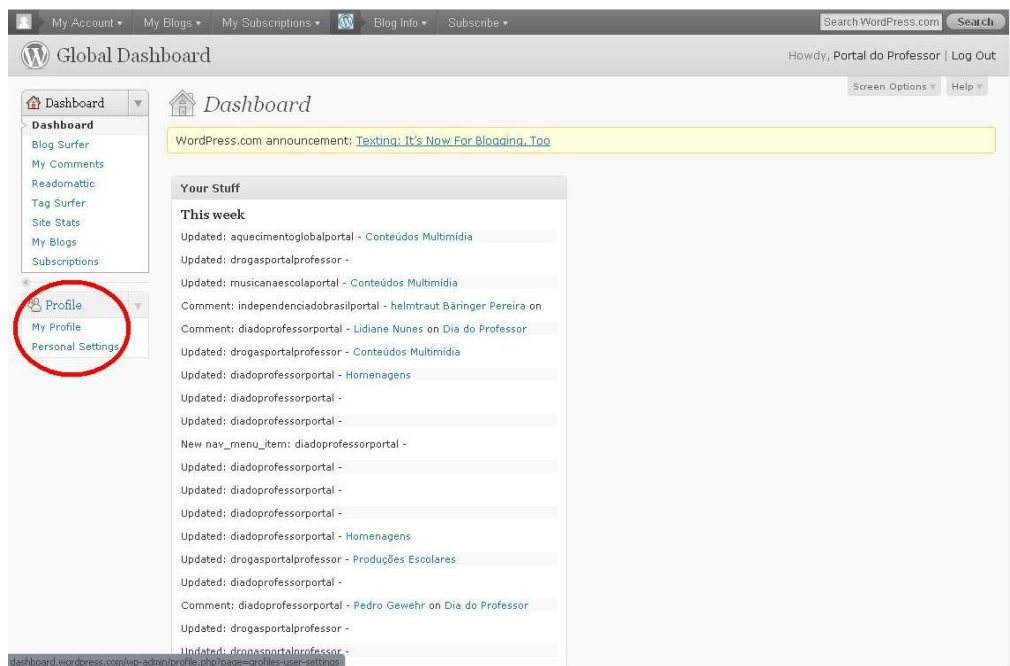 My Account My Blogs My Subscriptions Blog Info Subscribe Search WordPress.com Search
Global Dashboard Howdy, Portal do Professor | Log Out
Screen Options Help
Dashboard
Dashboard
Blog Surfer
My Comments
Readomattic
Tag Surfer
Site Stats
My Blogs
Subscriptions
Profile
My Profile
Personal Settings
Dashboard
WordPress.com announcement: Texting: It's Now For Blogging, Too
Your Stuff
This week
Updated: aquecimentoglobalportal - Conteúdos Multimídia
Updated: drogasportalprofessor -
Updated: musicanaescolaportal - Conteúdos Multimídia
Comment: independenciadobrasilportal - helmtraut Bäringer Pereira on
Comment: diadoprofessorportal - Lidiane Nunes on Dia do Professor
Updated: drogasportalprofessor - Conteúdos Multimídia
Updated: diadoprofessorportal - Homenagens
Updated: diadoprofessorportal -
Updated: diadoprofessorportal -
New nav_menu_item: diadoprofessorportal -
Updated: diadoprofessorportal -
Updated: diadoprofessorportal -
Updated: diadoprofessorportal -
Updated: diadoprofessorportal - Homenagens
Updated: drogasportalprofessor - Produções Escolares
Updated: diadoprofessorportal -
Comment: diadoprofessorportal - Pedro Gewehr on Dia do Professor
Updated: drogasportalprofessor -
Updated: drogasportalprofessor -
dashboard.wordpress.com/wp-admin/profile.php?page=grofiles-user-settings